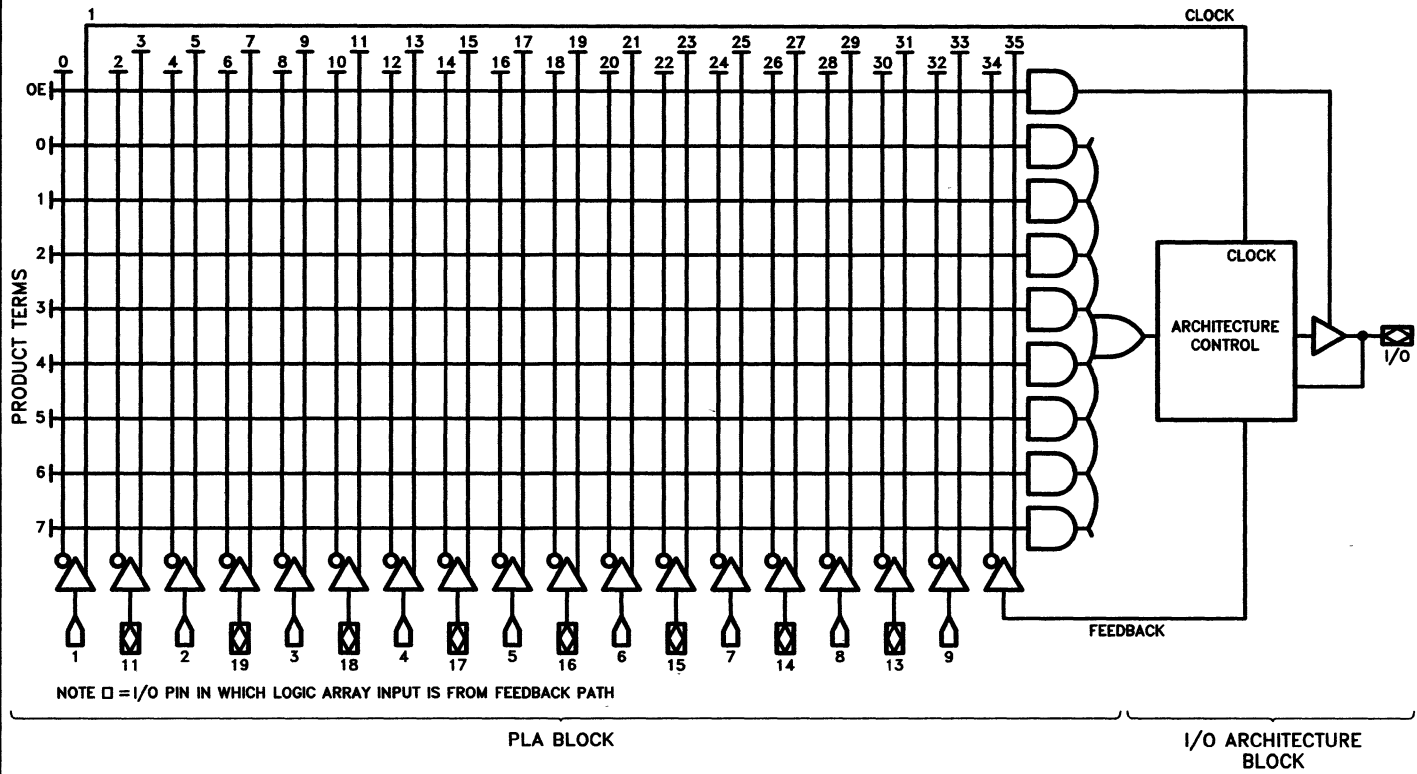 1 CLOCK
3 5 7 9 11 13 15 17 19 21 23 25 27 29 31 33 35
0 2 4 6 8 10 12 14 16 18 20 22 24 26 28 30 32 34
OE
0
1
2
3
4
5
6
7
PRODUCT TERMS
CLOCK
ARCHITECTURE
CONTROL
I/O
FEEDBACK
1 11 2 19 3 18 4 17 5 16 6 15 7 14 8 13 9
NOTE □ = I/O PIN IN WHICH LOGIC ARRAY INPUT IS FROM FEEDBACK PATH
PLA BLOCK
I/O ARCHITECTURE
BLOCK